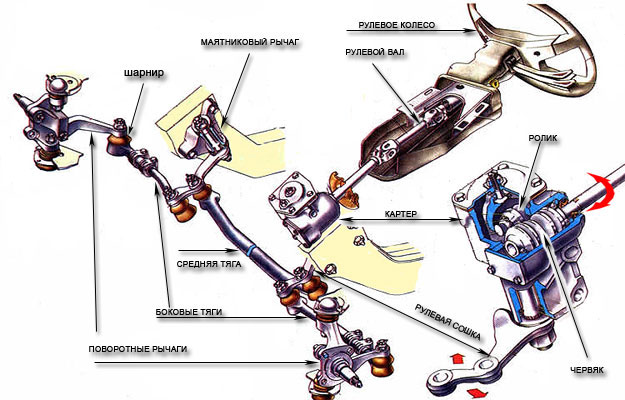 РУЛЕВОЕ КОЛЕСО
МАЯТНИКОВЫЙ РЫЧАГ
РУЛЕВОЙ ВАЛ
шарнир
РОЛИК
КАРТЕР
СРЕДНЯЯ ТЯГА
БОКОВЫЕ ТЯГИ
РУЛЕВАЯ СОШКА
ПОВОРОТНЫЕ РЫЧАГИ
ЧЕРВЯК